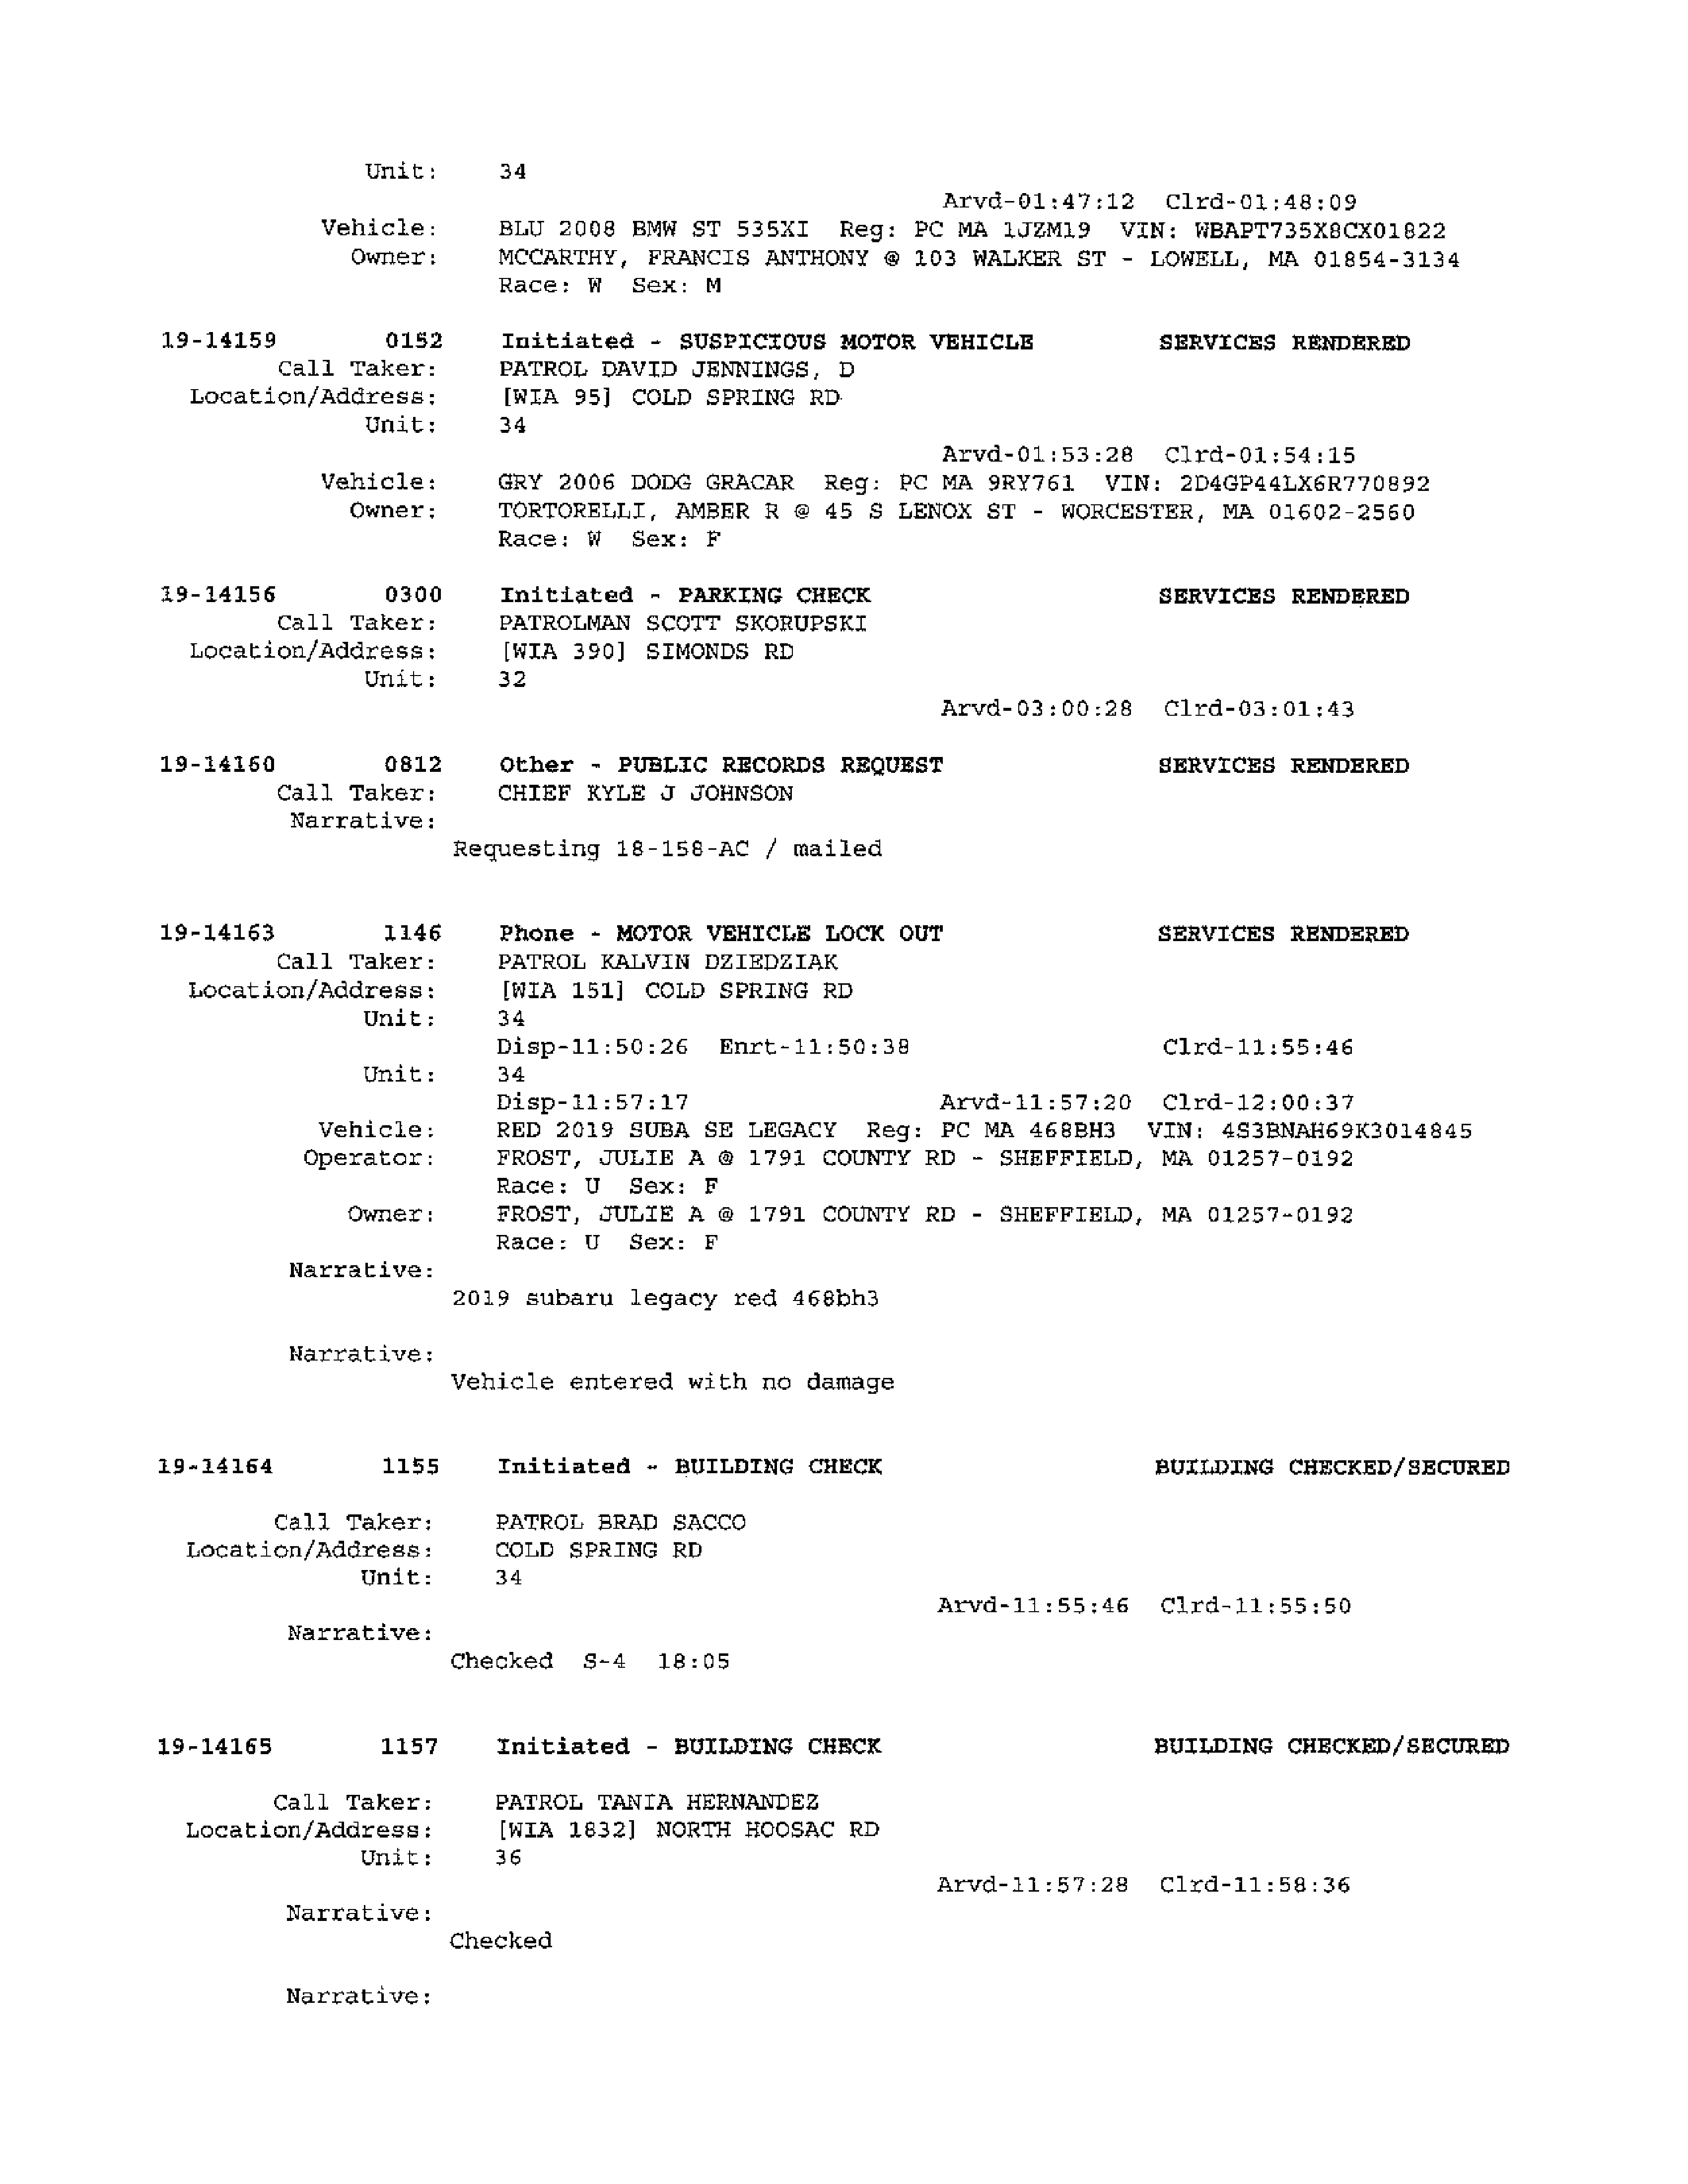 Unit: 34
Arvd-01:47:12 Clrd-01:48:09
Vehicle: BLU 2008 BMW ST 535XI Reg: PC MA 1JZM19 VIN: WBAPT735X8CX01822
Owner: MCCARTHY, FRANCIS ANTHONY @ 103 WALKER ST - LOWELL, MA 01854-3134
Race: W Sex: M
19-14159 0152 Initiated - SUSPICIOUS MOTOR VEHICLE SERVICES RENDERED
Call Taker: PATROL DAVID JENNINGS, D
Location/Address: [WIA 95] COLD SPRING RD
Unit: 34
Arvd-01:53:28 Clrd-01:54:15
Vehicle: GRY 2006 DODG GRACAR Reg: PC MA 9RY761 VIN: 2D4GP44LX6R770892
Owner: TORTORELLI, AMBER R @ 45 S LENOX ST - WORCESTER, MA 01602-2560
Race: W Sex: F
19-14156 0300 Initiated - PARKING CHECK SERVICES RENDERED
Call Taker: PATROLMAN SCOTT SKORUPSKI
Location/Address: [WIA 390] SIMONDS RD
Unit: 32
Arvd-03:00:28 Clrd-03:01:43
19-14160 0812 Other - PUBLIC RECORDS REQUEST SERVICES RENDERED
Call Taker: CHIEF KYLE J JOHNSON
Narrative:
Requesting 18-158-AC / mailed
19-14163 1146 Phone - MOTOR VEHICLE LOCK OUT SERVICES RENDERED
Call Taker: PATROL KALVIN DZIEDZIAK
Location/Address: [WIA 151] COLD SPRING RD
Unit: 34
Disp-11:50:26 Enrt-11:50:38 Clrd-11:55:46
Unit: 34
Disp-11:57:17 Arvd-11:57:20 Clrd-12:00:37
Vehicle: RED 2019 SUBA SE LEGACY Reg: PC MA 468BH3 VIN: 4S3BNAH69K3014845
Operator: FROST, JULIE A @ 1791 COUNTY RD - SHEFFIELD, MA 01257-0192
Race: U Sex: F
Owner: FROST, JULIE A @ 1791 COUNTY RD - SHEFFIELD, MA 01257-0192
Race: U Sex: F
Narrative:
2019 subaru legacy red 468bh3
Narrative:
Vehicle entered with no damage
19-14164 1155 Initiated - BUILDING CHECK BUILDING CHECKED/SECURED
Call Taker: PATROL BRAD SACCO
Location/Address: COLD SPRING RD
Unit: 34
Arvd-11:55:46 Clrd-11:55:50
Narrative:
Checked S-4 18:05
19-14165 1157 Initiated - BUILDING CHECK BUILDING CHECKED/SECURED
Call Taker: PATROL TANIA HERNANDEZ
Location/Address: [WIA 1832] NORTH HOOSAC RD
Unit: 36
Arvd-11:57:28 Clrd-11:58:36
Narrative:
Checked
Narrative: